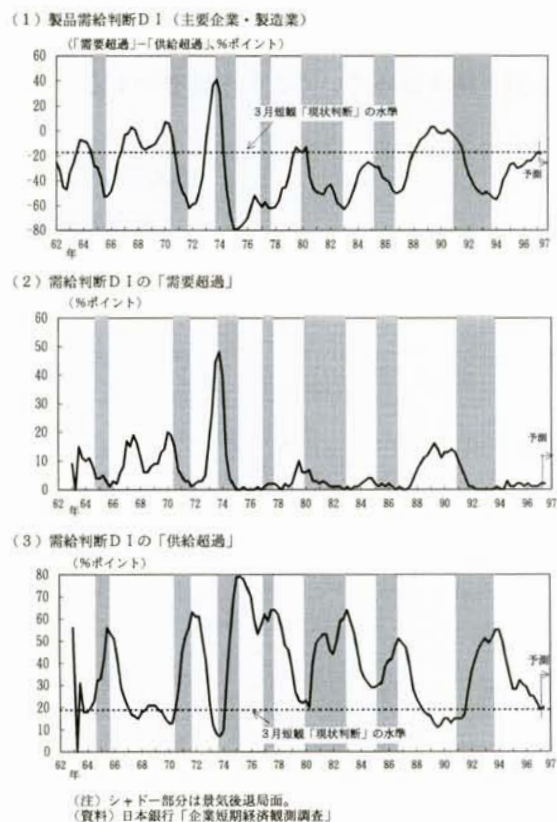 (1)製品需給判断DI(主要企業・製造業)
(「需要超過」-「供給超過」、%ポイント)
60
40
20
0
-20
-40
-60
-80
3月短観「現状判断」の水準
予測
62 64 66 68 70 72 74 76 78 80 82 84 86 88 90 92 94 96 97
年
(2)需給判断DIの「需要超過」
(%ポイント)
60
50
40
30
20
10
0
予測
62 64 66 68 70 72 74 76 78 80 82 84 86 88 90 92 94 96 97
年
(3)需給判断DIの「供給超過」
(%ポイント)
80
70
60
50
40
30
20
10
0
予測
3月短観「現状判断」の水準
62 64 66 68 70 72 74 76 78 80 82 84 86 88 90 92 94 96 97
年
(注)シャドー部分は景気後退局面。
(資料)日本銀行「企業短期経済観測調査」